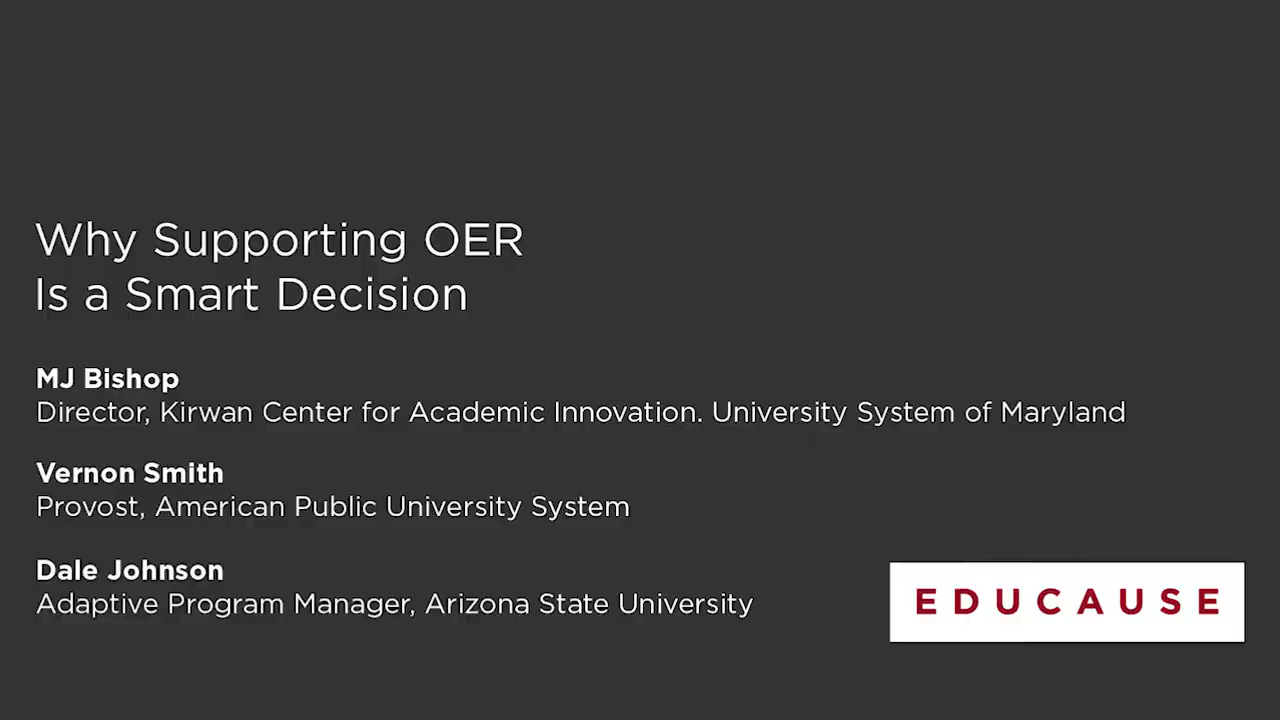 Why Supporting OER
Is a Smart Decision
MJ Bishop
Director, Kirwan Center for Academic Innovation. University System of Maryland
Vernon Smith
Provost, American Public University System
Dale Johnson
Adaptive Program Manager, Arizona State University
EDUCAUSE